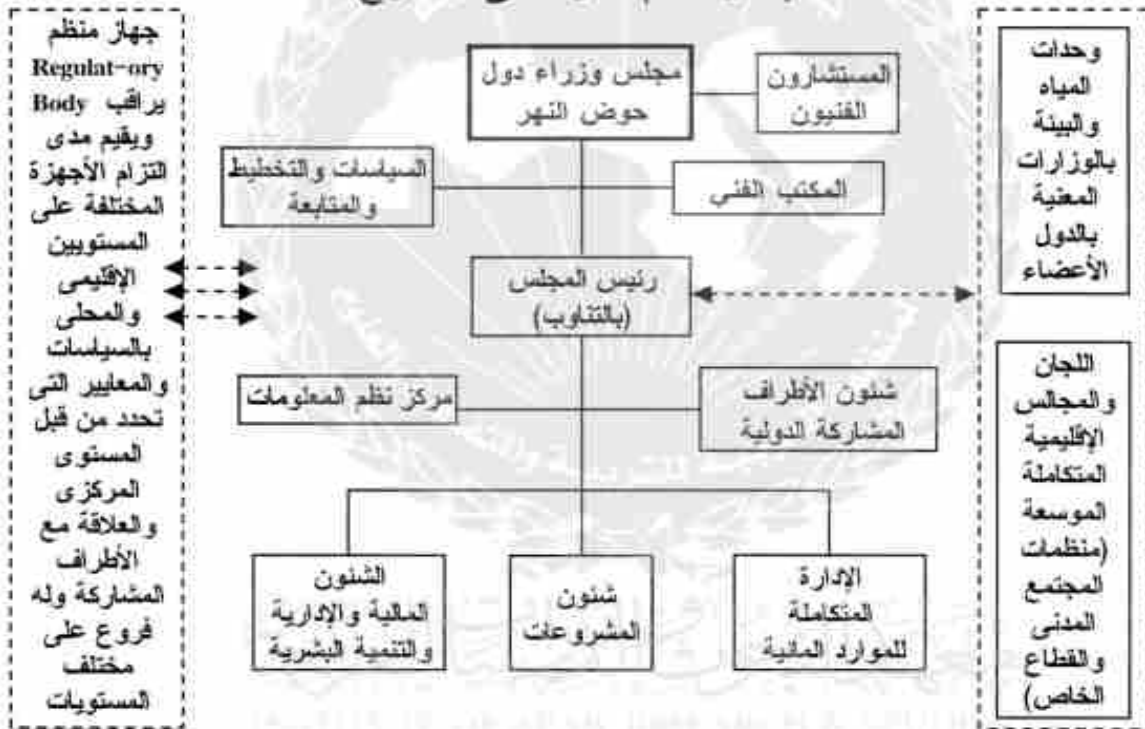 جهاز منظم
Regulat-ory
Body يراقب
ويقيم مدى
التزام الأجهزة
المختلفة على
المستويين
الإقليمى
والمحلى
بالسياسات
والمعايير التى
تحدد من قبل
المستوى
المركزى
والعلاقة مع
الأطراف
المشاركة وله
فروع على
مختلف
المستويات
مجلس وزراء دول
حوض النهر
المستشارون
الفنيون
السياسات والتخطيط
والمتابعة
المكتب الفني
رئيس المجلس
(بالتناوب)
مركز نظم المعلومات
شئون الأطراف
المشاركة الدولية
الشئون
المالية والإدارية
والتنمية البشرية
شئون
المشروعات
الإدارة
المتكاملة
للموارد المائية
وحدات
المياه
والبيئة
بالوزارات
المعنية
بالدول
الأعضاء
اللجان
والمجالس
الإقليمية
المتكاملة
الموسعة
(منظمات
المجتمع
المدنى
والقطاع
الخاص)